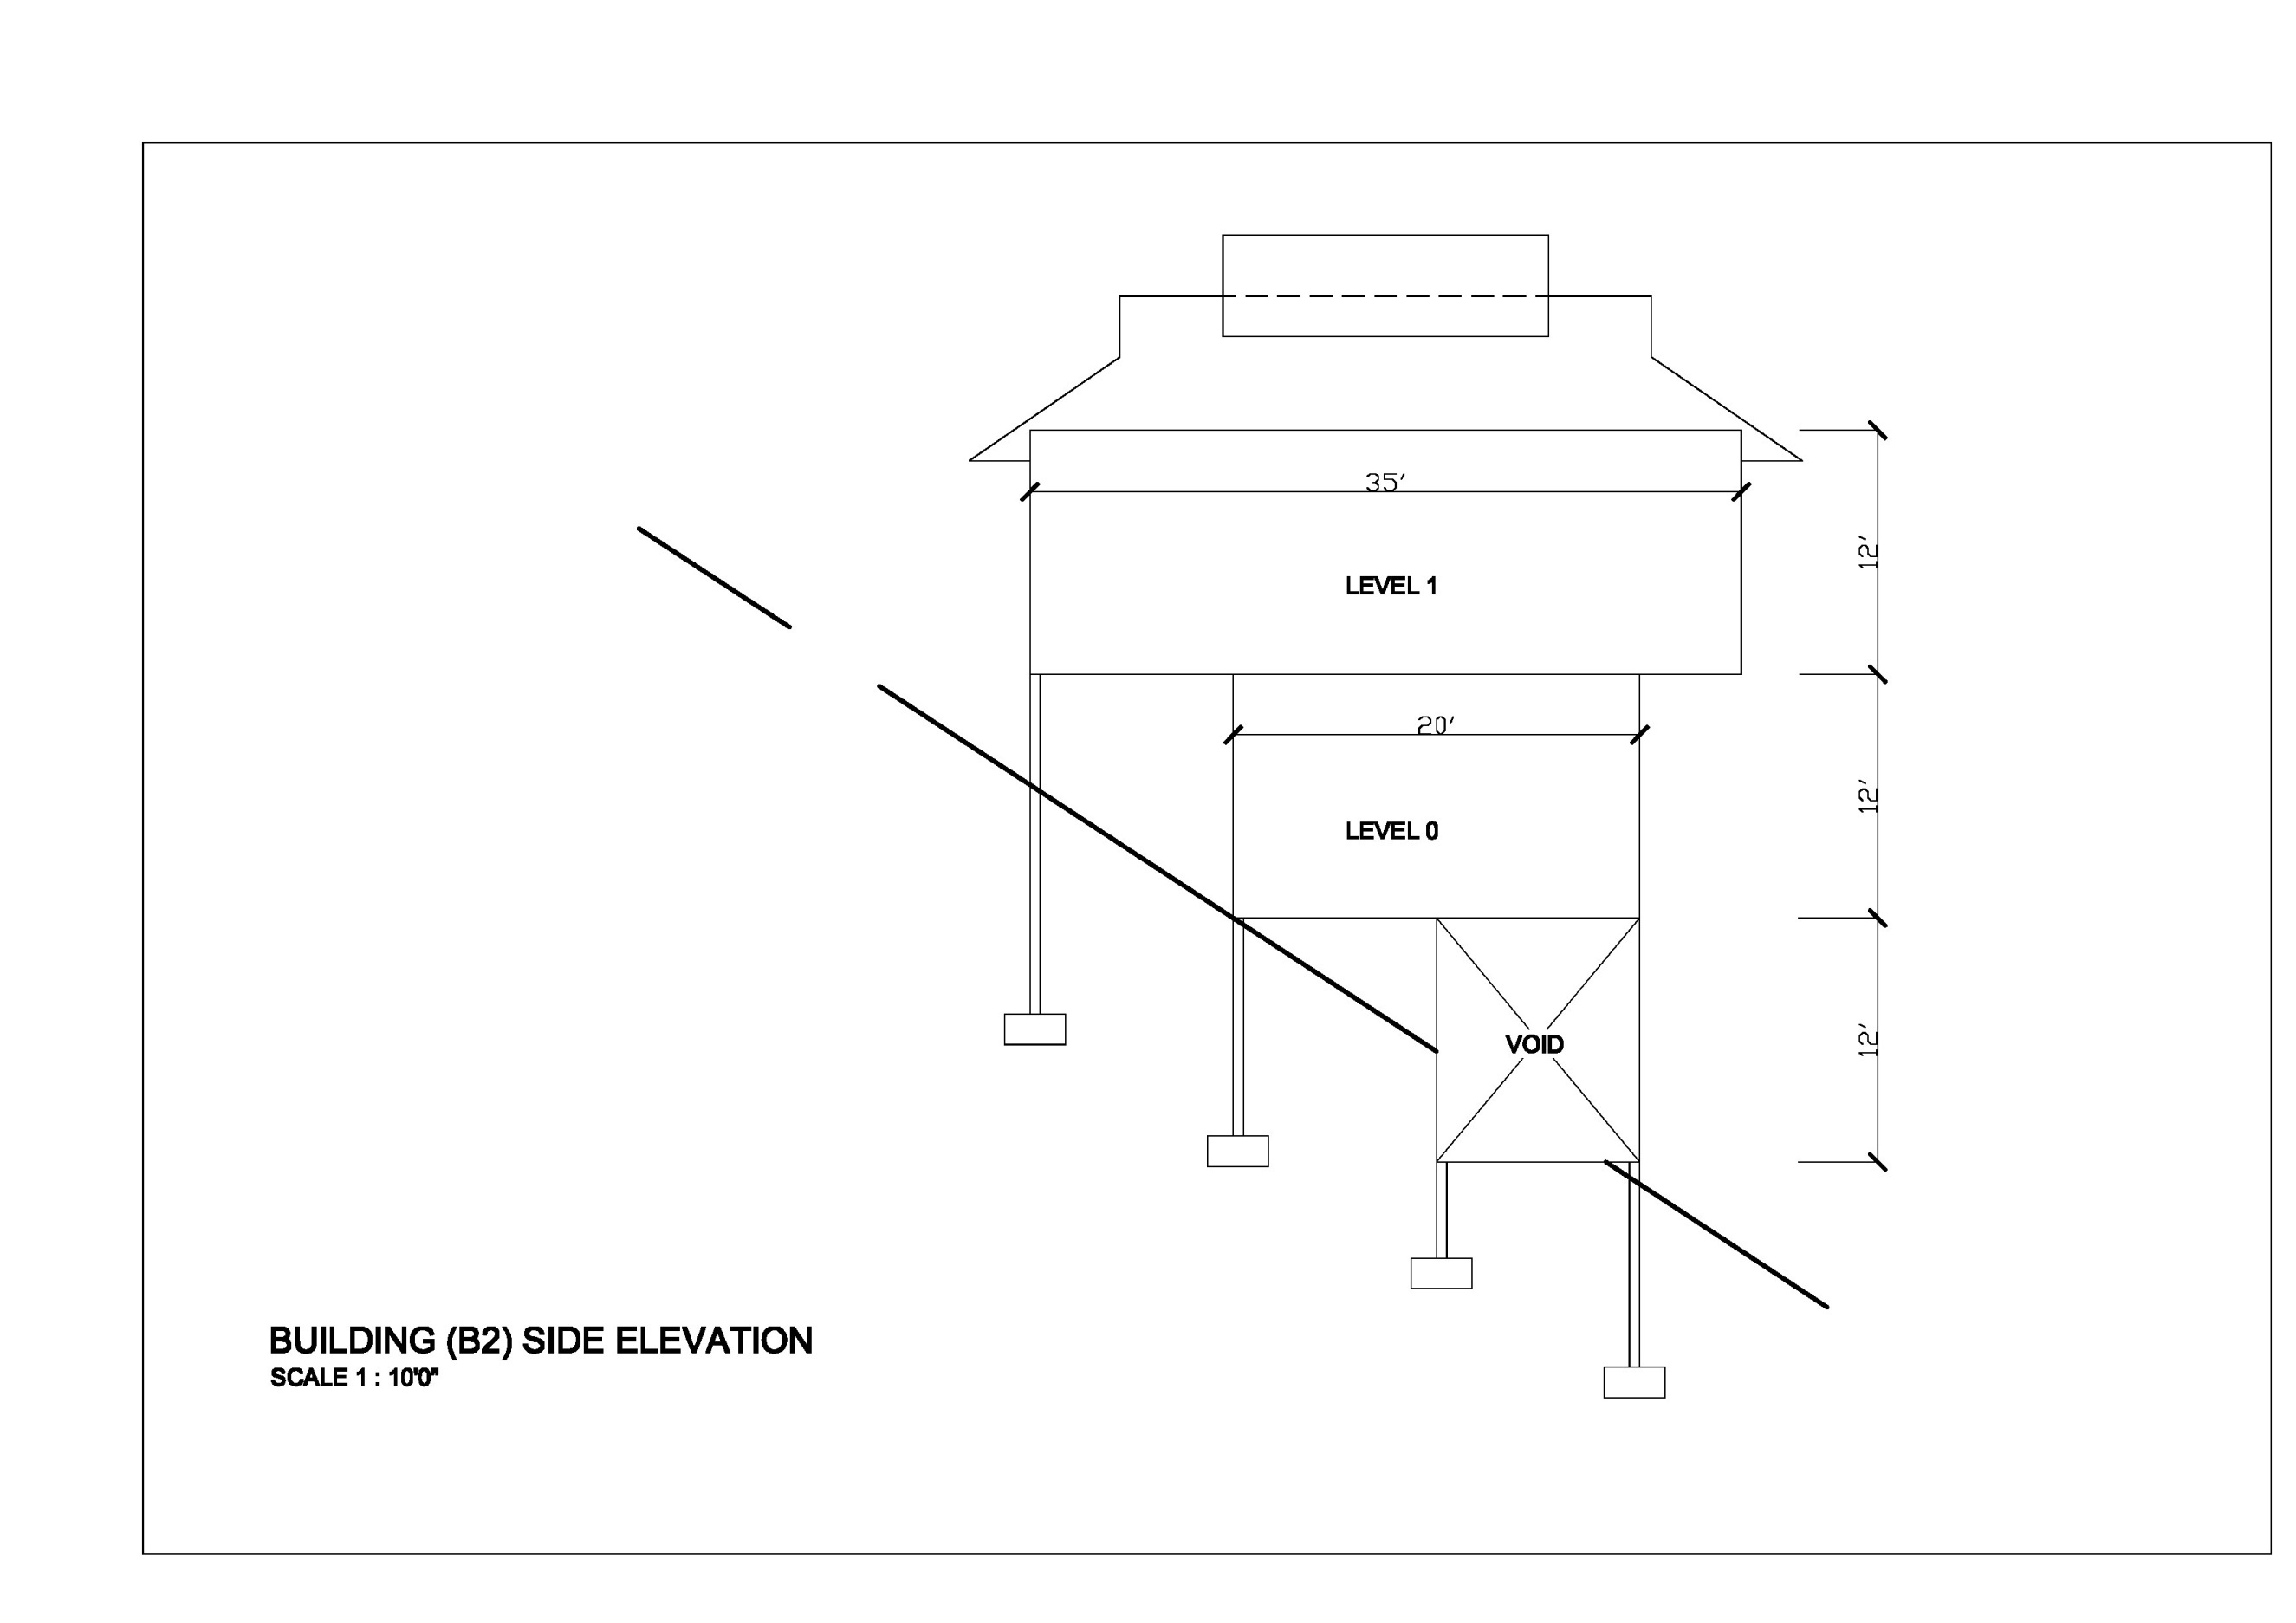 35'
12'
LEVEL 1
20'
12'
LEVEL 0
12'
VOID
BUILDING (B2) SIDE ELEVATION
SCALE 1 : 10'0"